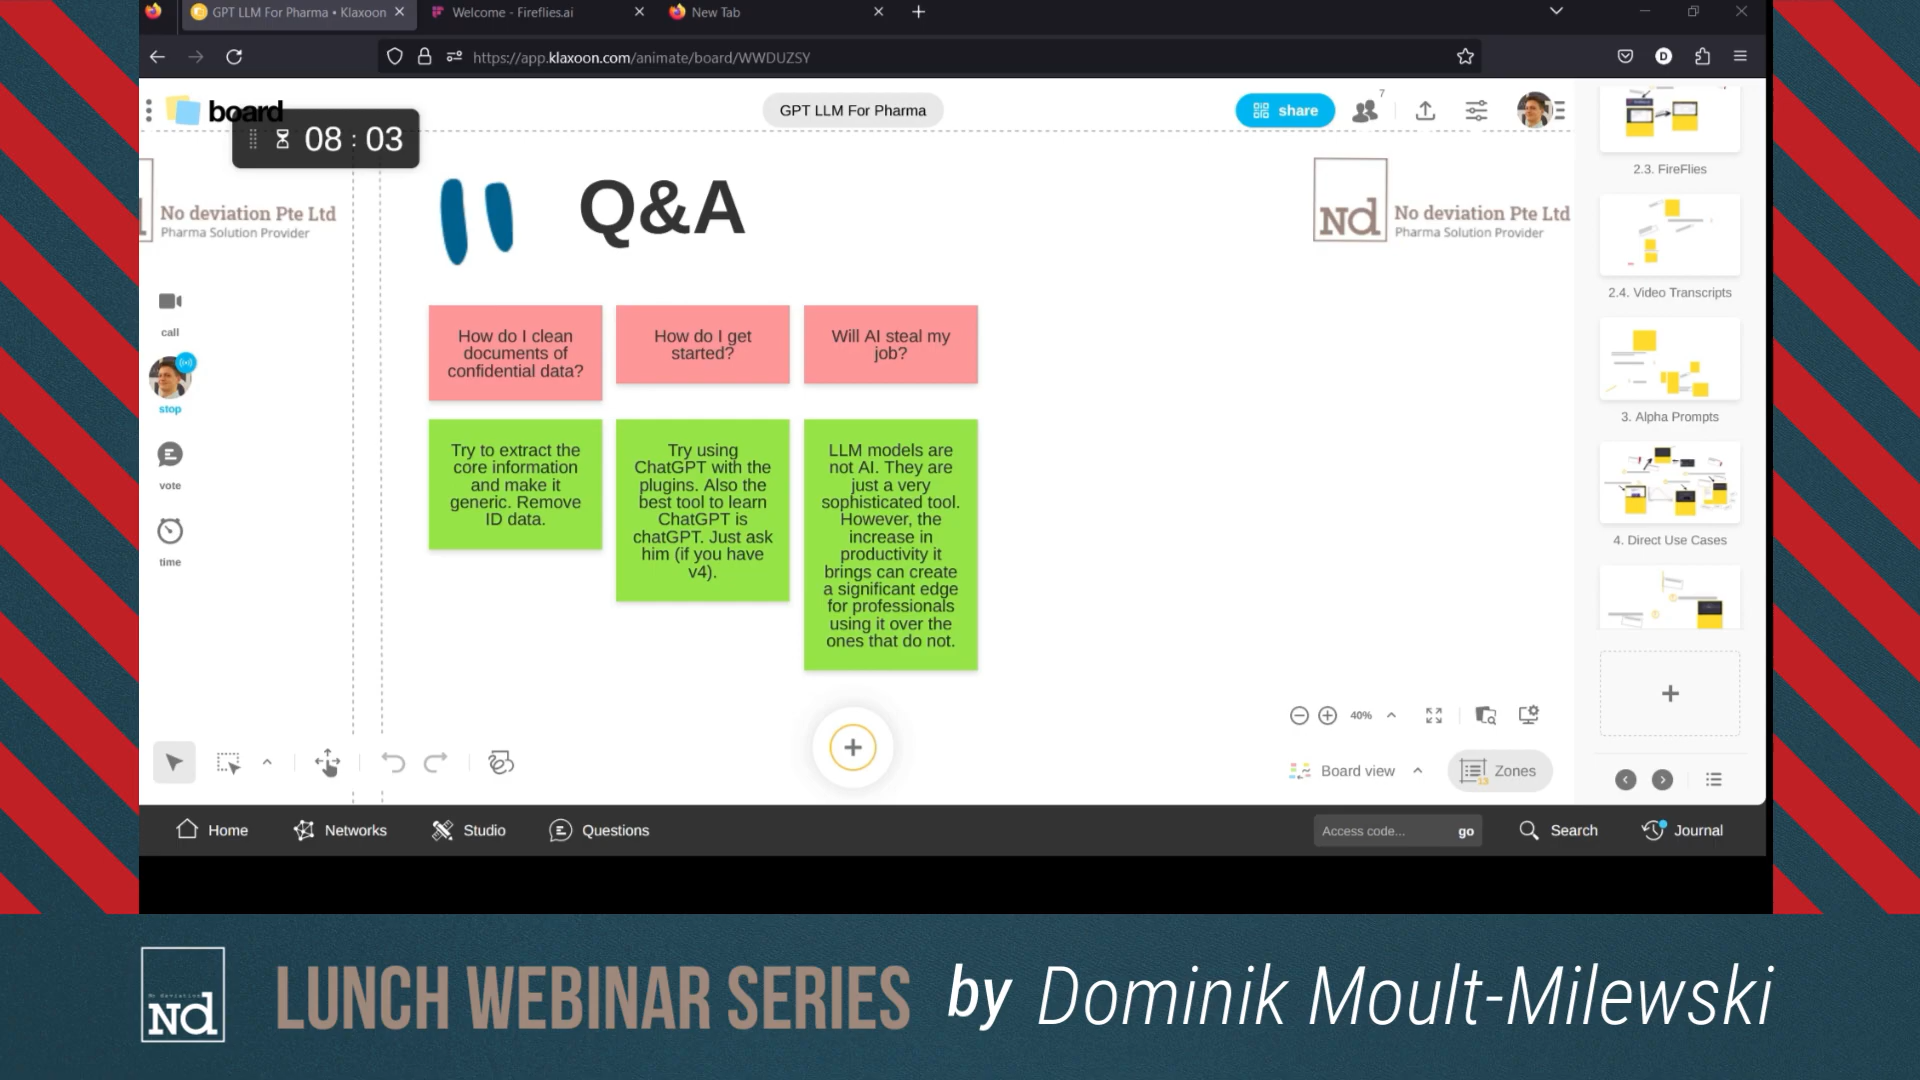 GPT LLM For Pharma • Klaxoon
Welcome - Fireflies.ai
New Tab
https://app.klaxoon.com/animate/board/WWDUZSY
D
board
08 : 03
GPT LLM For Pharma
share
7
Nd
No deviation Pte Ltd
Pharma Solution Provider
No deviation Pte Ltd
Pharma Solution Provider
Q&A
call
stop
vote
time
How do I clean
documents of
confidential data?
How do I get
started?
Will AI steal my
job?
Try to extract the
core information
and make it
generic. Remove
ID data.
Try using
ChatGPT with the
plugins. Also the
best tool to learn
ChatGPT is
chatGPT. Just ask
him (if you have
v4).
LLM models are
not AI. They are
just a very
sophisticated tool.
However, the
increase in
productivity it
brings can create
a significant edge
for professionals
using it over the
ones that do not.
2.3. FireFlies
2.4. Video Transcripts
3. Alpha Prompts
4. Direct Use Cases
40%
Board view
13
Zones
Home
Networks
Studio
Questions
Access code...
go
Search
Journal
No deviation
Nd
LUNCH WEBINAR SERIES
by Dominik Moult-Milewski